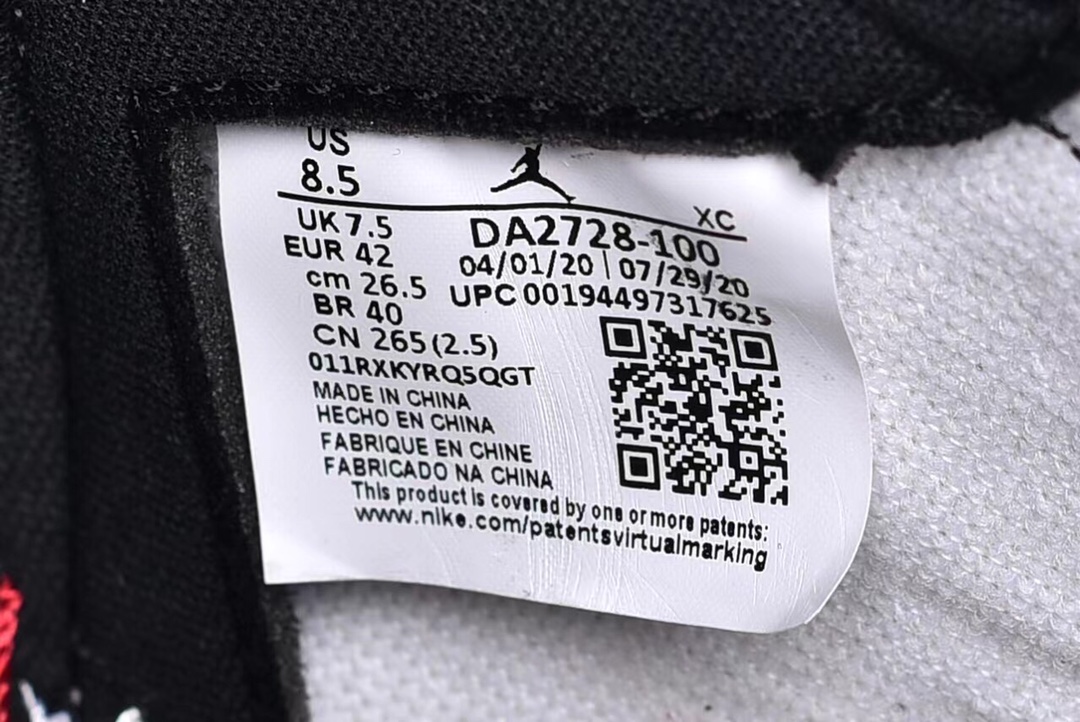 US
8.5
XC
UK 7.5
EUR 42
cm 26.5
BR 40
CN 265 (2.5)
011RXKYRQ5QGT
DA2728-100
04/01/20 | 07/29/20
UPC 00194497317625
MADE IN CHINA
HECHO EN CHINA
FABRIQUE EN CHINE
FABRICADO NA CHINA
This product is covered by one or more patents:
www.nike.com/patentsvirtualmarking